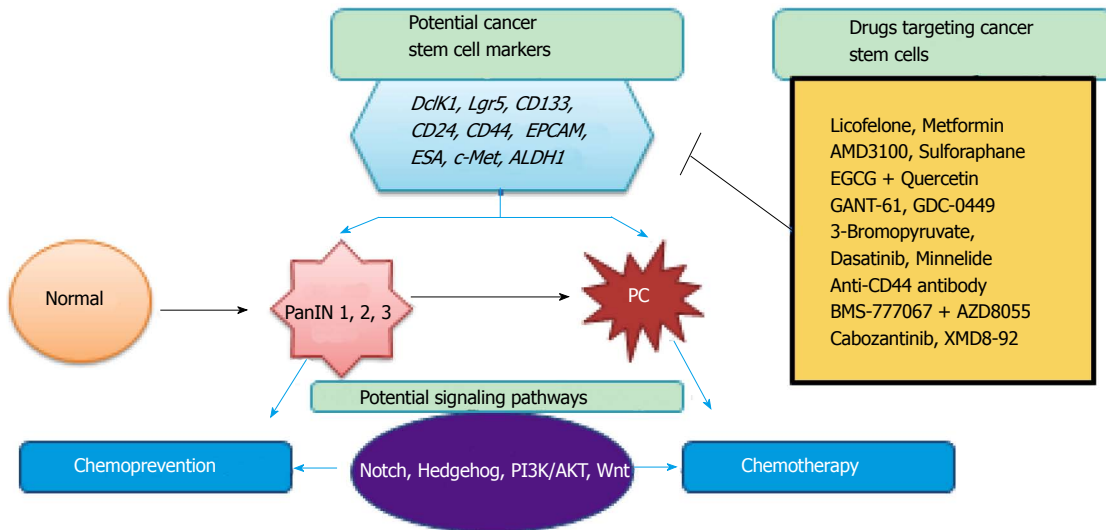 Potential cancer
stem cell markers
DclK1, Lgr5, CD133,
CD24, CD44, EPCAM,
ESA, c-Met, ALDH1
Drugs targeting cancer
stem cells
Licofelone, Metformin
AMD3100, Sulforaphane
EGCG + Quercetin
GANT-61, GDC-0449
3-Bromopyruvate,
Dasatinib, Minnelide
Anti-CD44 antibody
BMS-777067 + AZD8055
Cabozantinib, XMD8-92
Normal
PanIN 1, 2, 3
PC
Potential signaling pathways
Chemoprevention
Notch, Hedgehog, PI3K/AKT, Wnt
Chemotherapy